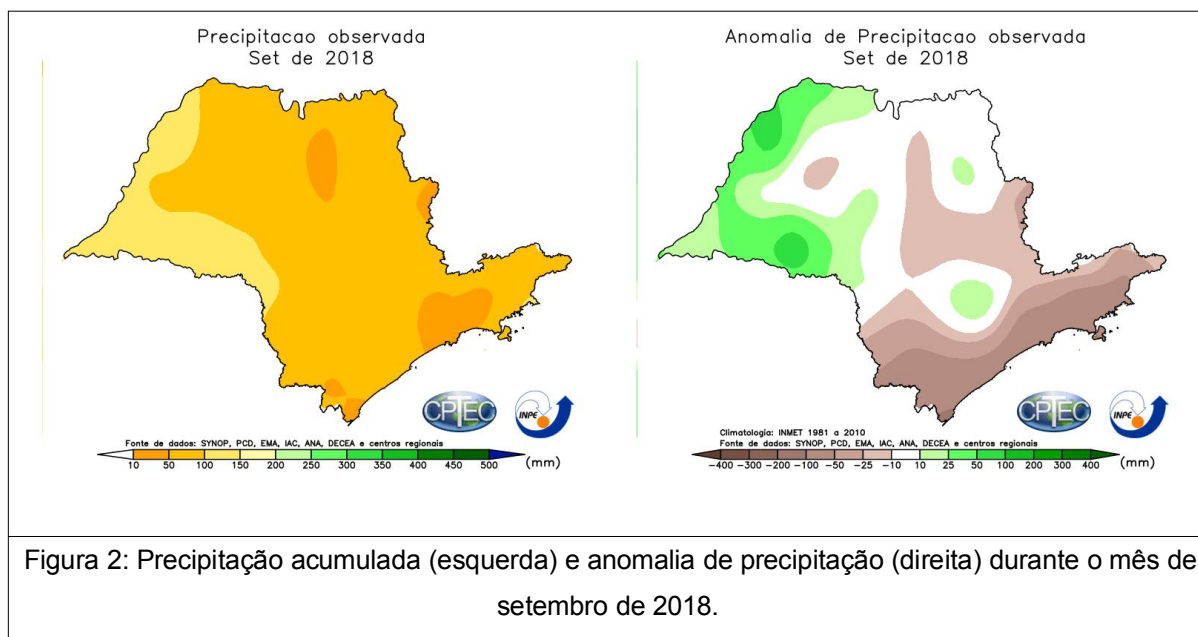 Precipitacao observada
Set de 2018
CPTEC
INPE
Fonte de dados: SYNOP, PCD, EMA, IAC, ANA, DECEA e centros regionais
10 50 100 150 200 250 300 350 400 450 500 (mm)
Anomalia de Precipitacao observada
Set de 2018
CPTEC
INPE
Climatologia: INMET 1981 a 2010
Fonte de dados: SYNOP, PCD, EMA, IAC, ANA, DECEA e centros regionais
-400 -300 -200 -100 -50 -25 -10 10 25 50 100 200 300 400 (mm)
Figura 2: Precipitação acumulada (esquerda) e anomalia de precipitação (direita) durante o mês de
setembro de 2018.